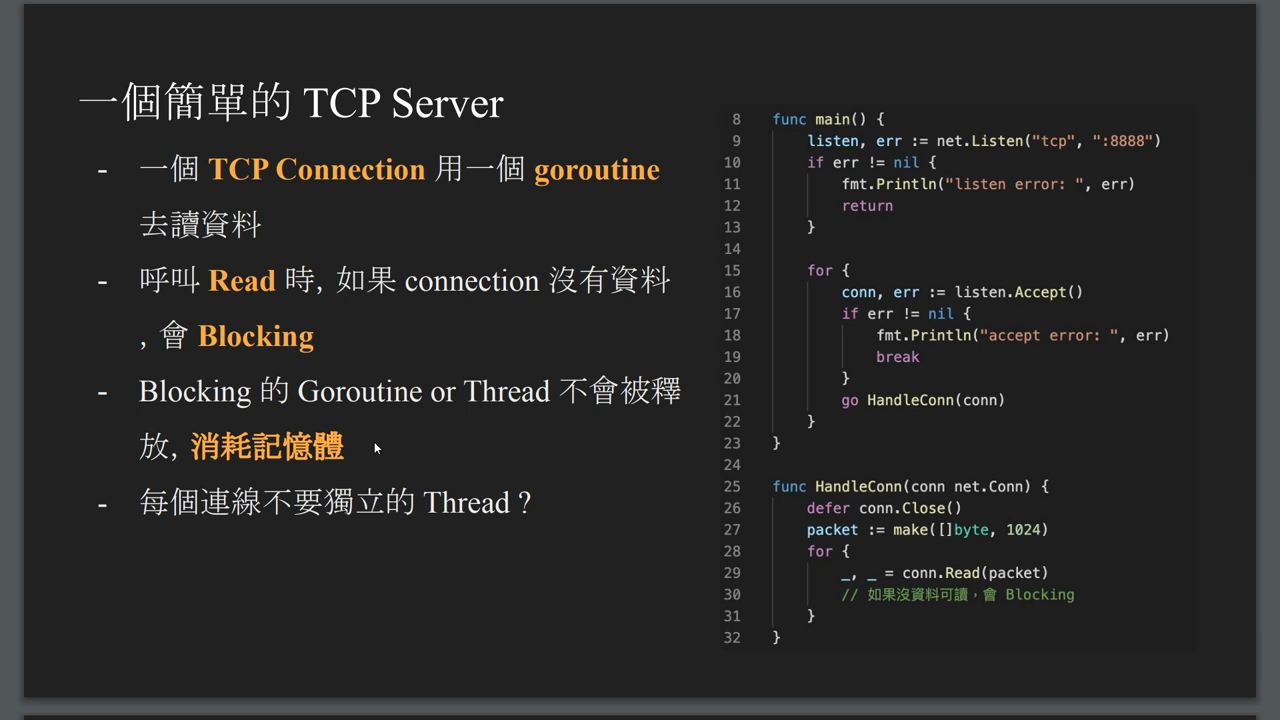 一個簡單的 TCP Server
- 一個 TCP Connection 用一個 goroutine
去讀資料
- 呼叫 Read 時, 如果 connection 沒有資料
, 會 Blocking
- Blocking 的 Goroutine or Thread 不會被釋
放, 消耗記憶體
- 每個連線不要獨立的 Thread ?
8 func main() {
9 listen, err := net.Listen("tcp", ":8888")
10 if err != nil {
11 fmt.Println("listen error: ", err)
12 return
13 }
14
15 for {
16 conn, err := listen.Accept()
17 if err != nil {
18 fmt.Println("accept error: ", err)
19 break
20 }
21 go HandleConn(conn)
22 }
23 }
24
25 func HandleConn(conn net.Conn) {
26 defer conn.Close()
27 packet := make([]byte, 1024)
28 for {
29 _, _ = conn.Read(packet)
30 // 如果沒資料可讀，會 Blocking
31 }
32 }